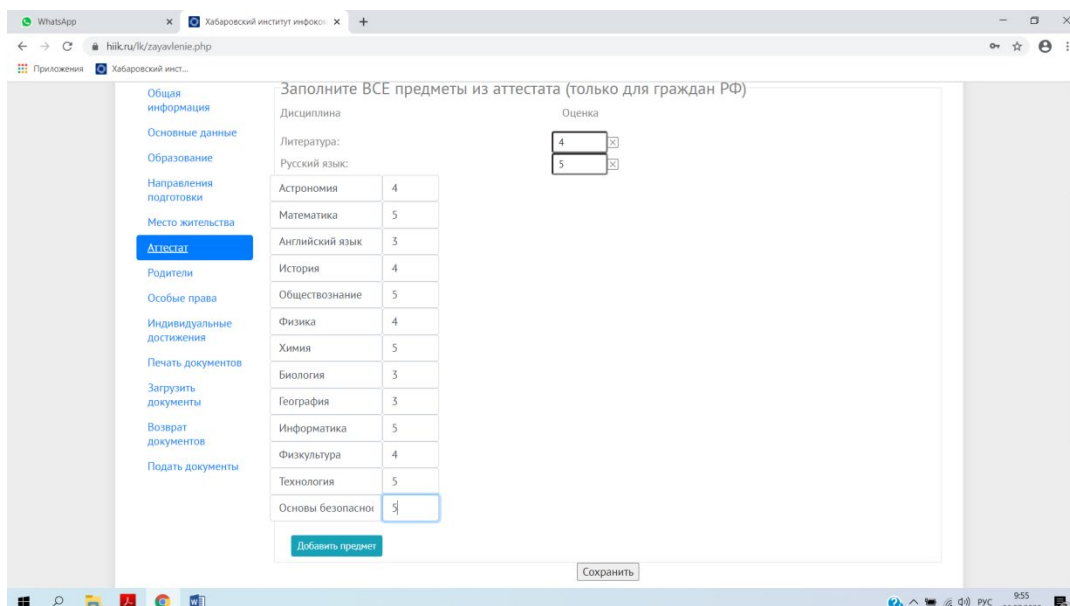 WhatsApp
Хабаровский институт инфоком
hiik.ru/lk/zayavlenie.php
Приложения
Хабаровский инст...
Заполните ВСЕ предметы из аттестата (только для граждан РФ)
Общая
информация
Основные данные
Образование
Направления
подготовки
Место жительства
Аттестат
Родители
Особые права
Индивидуальные
достижения
Печать документов
Загрузить
документы
Возврат
документов
Подать документы
Дисциплина Оценка
Литература: 4
Русский язык: 5
Астрономия 4
Математика 5
Английский язык 3
История 4
Обществознание 5
Физика 4
Химия 5
Биология 3
География 3
Информатика 5
Физкультура 4
Технология 5
Основы безопаснос 5
Добавить предмет
Сохранить
РУС
9:55